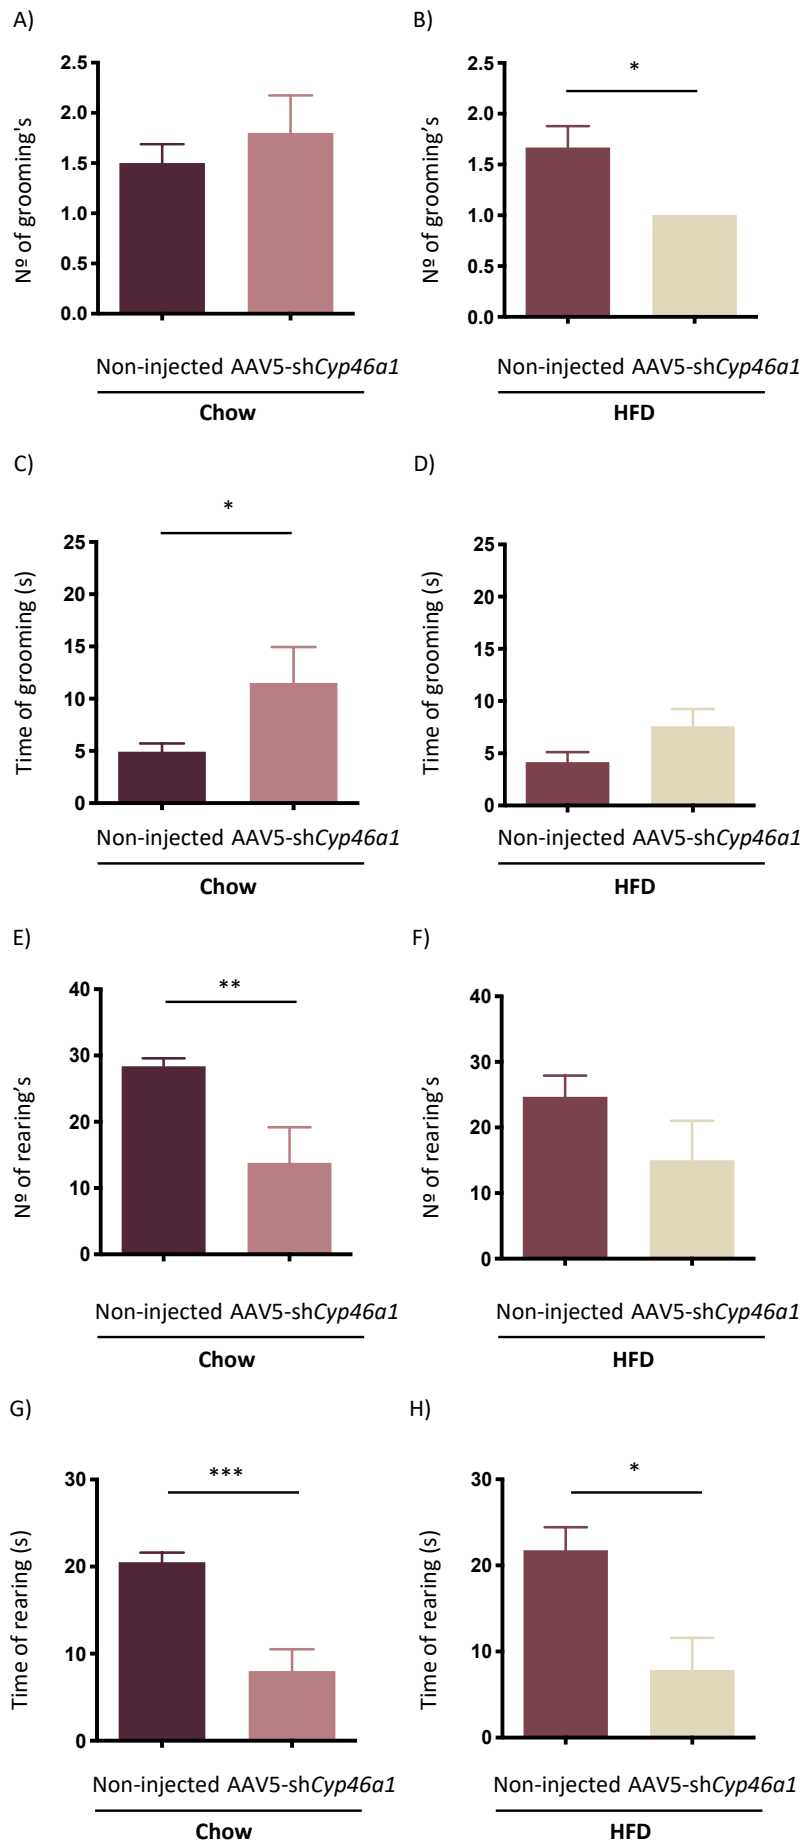 A)
Nº of grooming's
2.5
2.0
1.5
1.0
0.5
0.0
Non-injected AAV5-shCyp46a1
Chow
B)
Nº of grooming’s
*
2.5
2.0
1.5
1.0
0.5
0.0
Non-injected AAV5-shCyp46a1
HFD
C)
Time of grooming (s)
*
25
20
15
10
5
0
Non-injected AAV5-shCyp46a1
Chow
D)
Time of grooming (s)
25
20
15
10
5
0
Non-injected AAV5-shCyp46a1
HFD
E)
Nº of rearing’s
**
40
30
20
10
0
Non-injected AAV5-shCyp46a1
Chow
F)
Nº of rearing’s
40
30
20
10
0
Non-injected AAV5-shCyp46a1
HFD
G)
Time of rearing (s)
***
30
20
10
0
Non-injected AAV5-shCyp46a1
Chow
H)
Time of rearing (s)
*
30
20
10
0
Non-injected AAV5-shCyp46a1
HFD